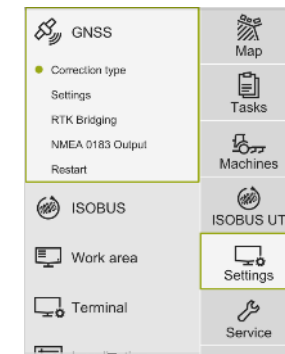 GNSS
Correction type
Settings
RTK Bridging
NMEA 0183 Output
Restart
ISOBUS
Work area
Terminal
Map
Tasks
Machines
ISOBUS UT
Settings
Service